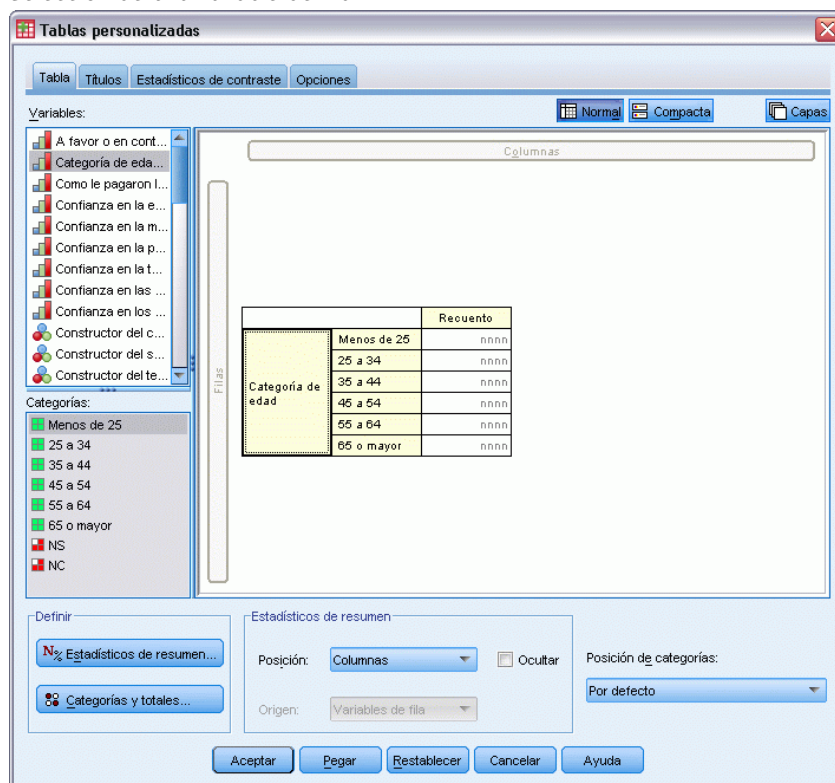 Tablas personalizadas
Tabla Títulos Estadísticos de contraste Opciones
Variables:
Normal Compacta Capas
A favor o en cont...
Categoría de eda...
Como le pagaron l...
Confianza en la e...
Confianza en la m...
Confianza en la p...
Confianza en la t...
Confianza en las ...
Confianza en los ...
Constructor del c...
Constructor del s...
Constructor del te...
Categorías:
Menos de 25
25 a 34
35 a 44
45 a 54
55 a 64
65 o mayor
NS
NC
Columnas
Filas
Recuento
Categoría de edad
Menos de 25 nnnn
25 a 34 nnnn
35 a 44 nnnn
45 a 54 nnnn
55 a 64 nnnn
65 o mayor nnnn
Definir
N% Estadísticos de resumen...
Categorías y totales...
Estadísticos de resumen
Posición: Columnas Ocultar
Origen: Variables de fila
Posición de categorías:
Por defecto
Aceptar Pegar Restablecer Cancelar Ayuda